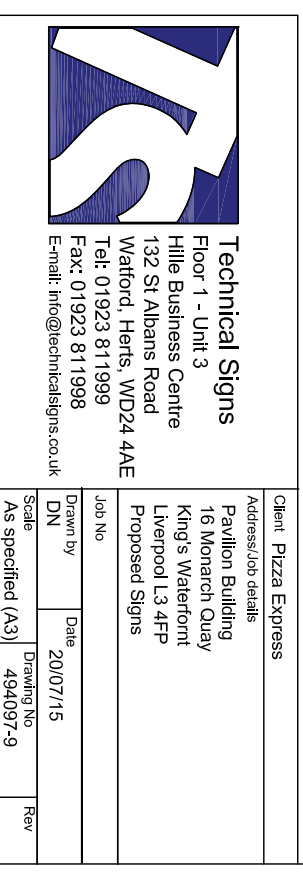 Technical Signs
Floor 1 - Unit 3
Hille Business Centre
132 St Albans Road
Watford, Herts, WD24 4AE
Tel: 01923 811999
Fax: 01923 811998
E-mail: info@technicalsigns.co.uk
Client Pizza Express
Address/Job details
Pavilion Building
16 Monarch Quay
King's Waterfornt
Liverpool L3 4FP
Proposed Signs
Job No
Drawn by
DN
Date
20/07/15
Scale
As specified (A3)
Drawing No
494097-9
Rev